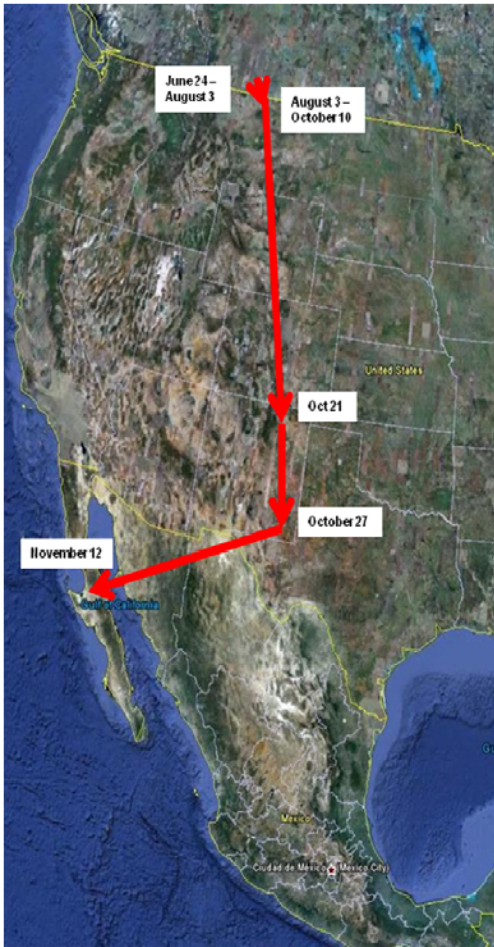 June 24 –
August 3
August 3 –
October 10
United States
Oct 21
October 27
November 12
Gulf of California
México
Ciudad de México (Mexico City)
G